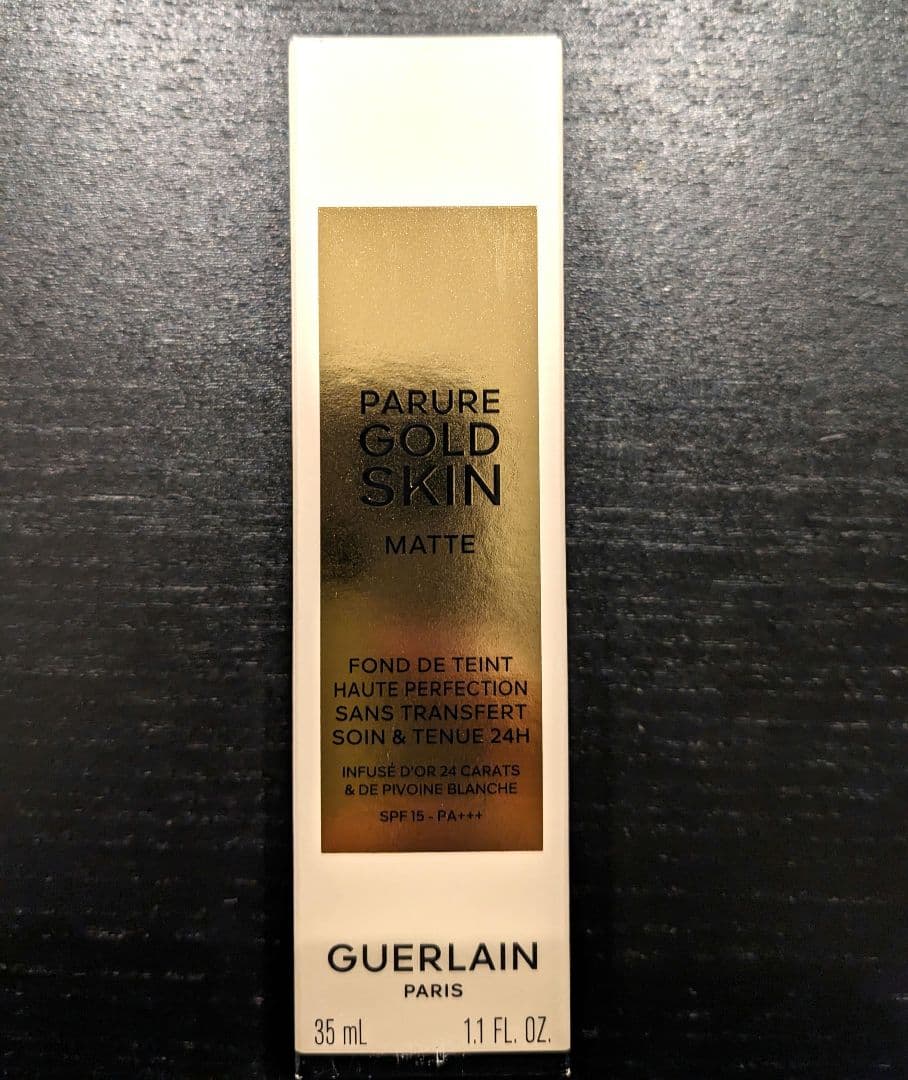 PARURE
GOLD
SKIN
MATTE
FOND DE TEINT
HAUTE PERFECTION
SANS TRANSFERT
SOIN & TENUE 24H
INFUSÉ D'OR 24 CARATS
& DE PIVOINE BLANCHE
SPF 15 - PA+++
GUERLAIN
PARIS
35 mL 1.1 FL. OZ.